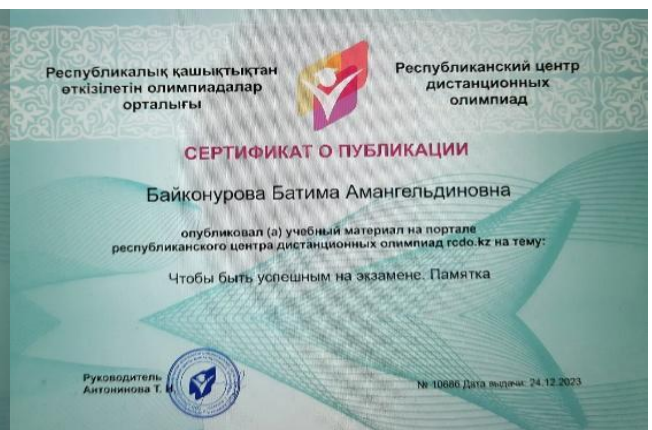 Республикалық қашықтықтан
өткізілетін олимпиадалар
орталығы
Республиканский центр
дистанционных
олимпиад
СЕРТИФИКАТ О ПУБЛИКАЦИИ
Байконурова Батима Амангельдиновна
опубликовал (а) учебный материал на портале
республиканского центра дистанционных олимпиад rcdo.kz на тему:
Чтобы быть успешным на экзамене. Памятка
Руководитель
Антонинова Т. И.
№ 10686 Дата выдачи: 24.12.2023